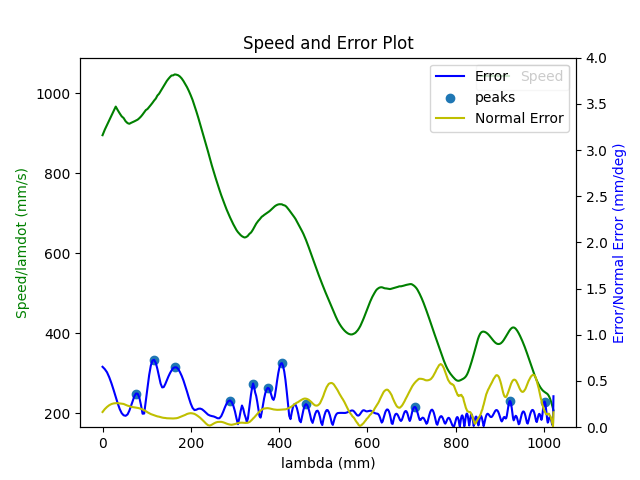 Speed and Error Plot
Speed/lamdot (mm/s)
1000
800
600
400
200
Error
Speed
peaks
Normal Error
4.0
3.5
3.0
2.5
2.0
1.5
1.0
0.5
0.0
Error/Normal Error (mm/deg)
0 200 400 600 800 1000
lambda (mm)